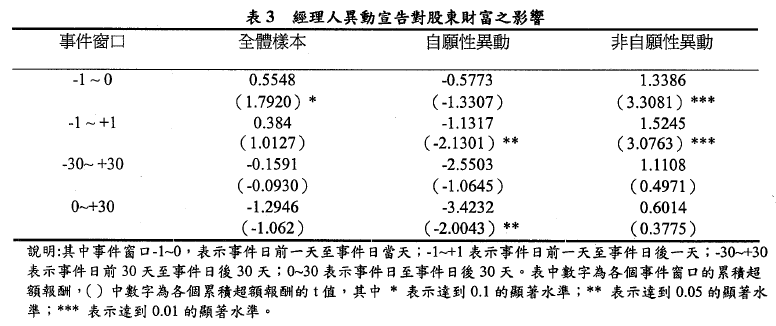 表 3 經理人異動宣告對股東財富之影響
事件窗口 全體樣本 自願性異動 非自願性異動
-1～0 0.5548 -0.5773 1.3386
(1.7920) * (-1.3307) (3.3081) ***
-1～+1 0.384 -1.1317 1.5245
(1.0127) (-2.1301) ** (3.0763) ***
-30~ +30 -0.1591 -2.5503 1.1108
(-0.0930) (-1.0645) (0.4971)
0~+30 -1.2946 -3.4232 0.6014
(-1.062) (-2.0043) ** (0.3775)
說明:其中事件窗口-1~0，表示事件日前一天至事件日當天；-1~+1 表示事件日前一天至事件日後一天；-30~+30
表示事件日前 30 天至事件日後 30 天；0~30 表示事件日至事件日後 30 天。表中數字為各個事件窗口的累積超
額報酬，( ) 中數字為各個累積超額報酬的 t 值，其中 * 表示達到 0.1 的顯著水準；** 表示達到 0.05 的顯著水
準；*** 表示達到 0.01 的顯著水準。